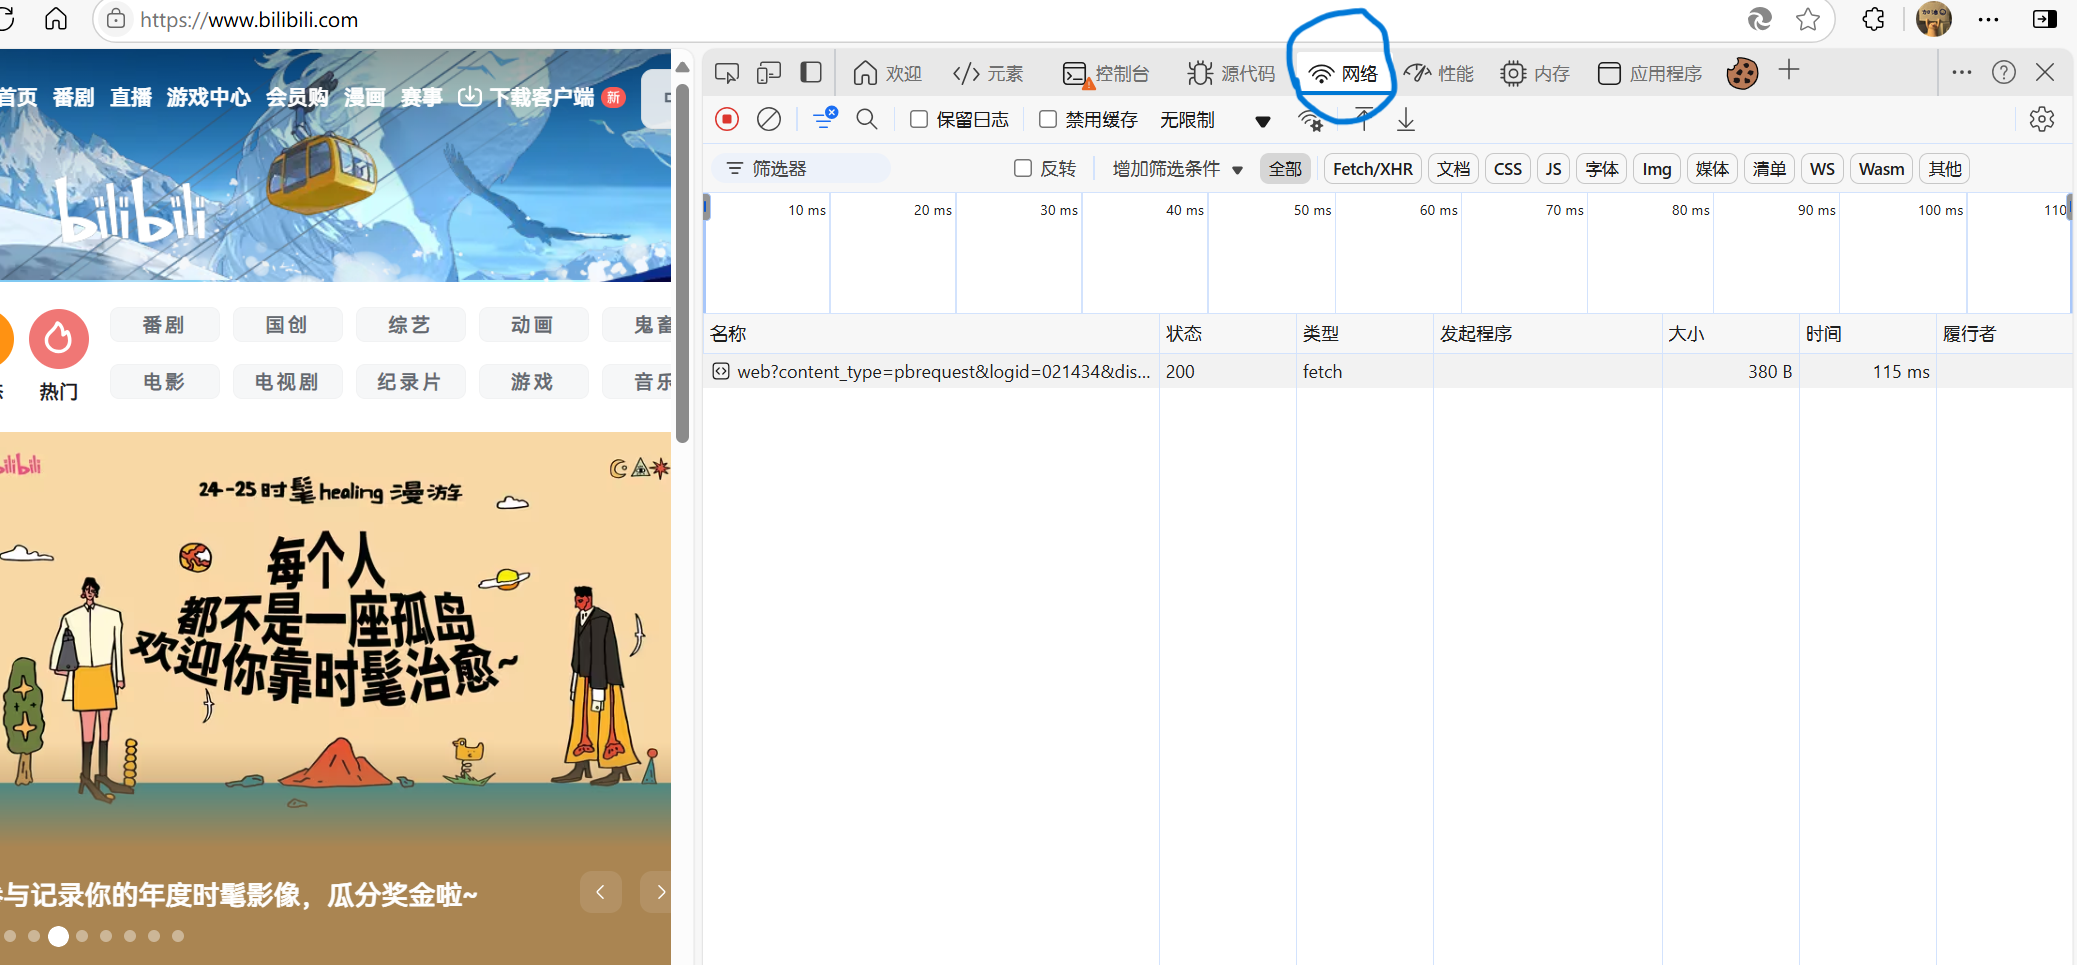 https://www.bilibili.com
首页 番剧 直播 游戏中心 会员购 漫画 赛事 下载客户端 新
bilibili
番剧 国创 综艺 动画 鬼畜
热门
电影 电视剧 纪录片 游戏 音乐
bilibili
24-25时髦healing漫游
每个人
都不是一座孤岛
欢迎你靠时髦治愈~
参与记录你的年度时髦影像，瓜分奖金啦~
欢迎 元素 控制台 源代码 网络 性能 内存 应用程序
保留日志 禁用缓存 无限制
筛选器 反转 增加筛选条件 全部 Fetch/XHR 文档 CSS JS 字体 Img 媒体 清单 WS Wasm 其他
10 ms 20 ms 30 ms 40 ms 50 ms 60 ms 70 ms 80 ms 90 ms 100 ms 110
名称 状态 类型 发起程序 大小 时间 履行者
web?content_type=pbrequest&logid=021434&dis... 200 fetch 380 B 115 ms